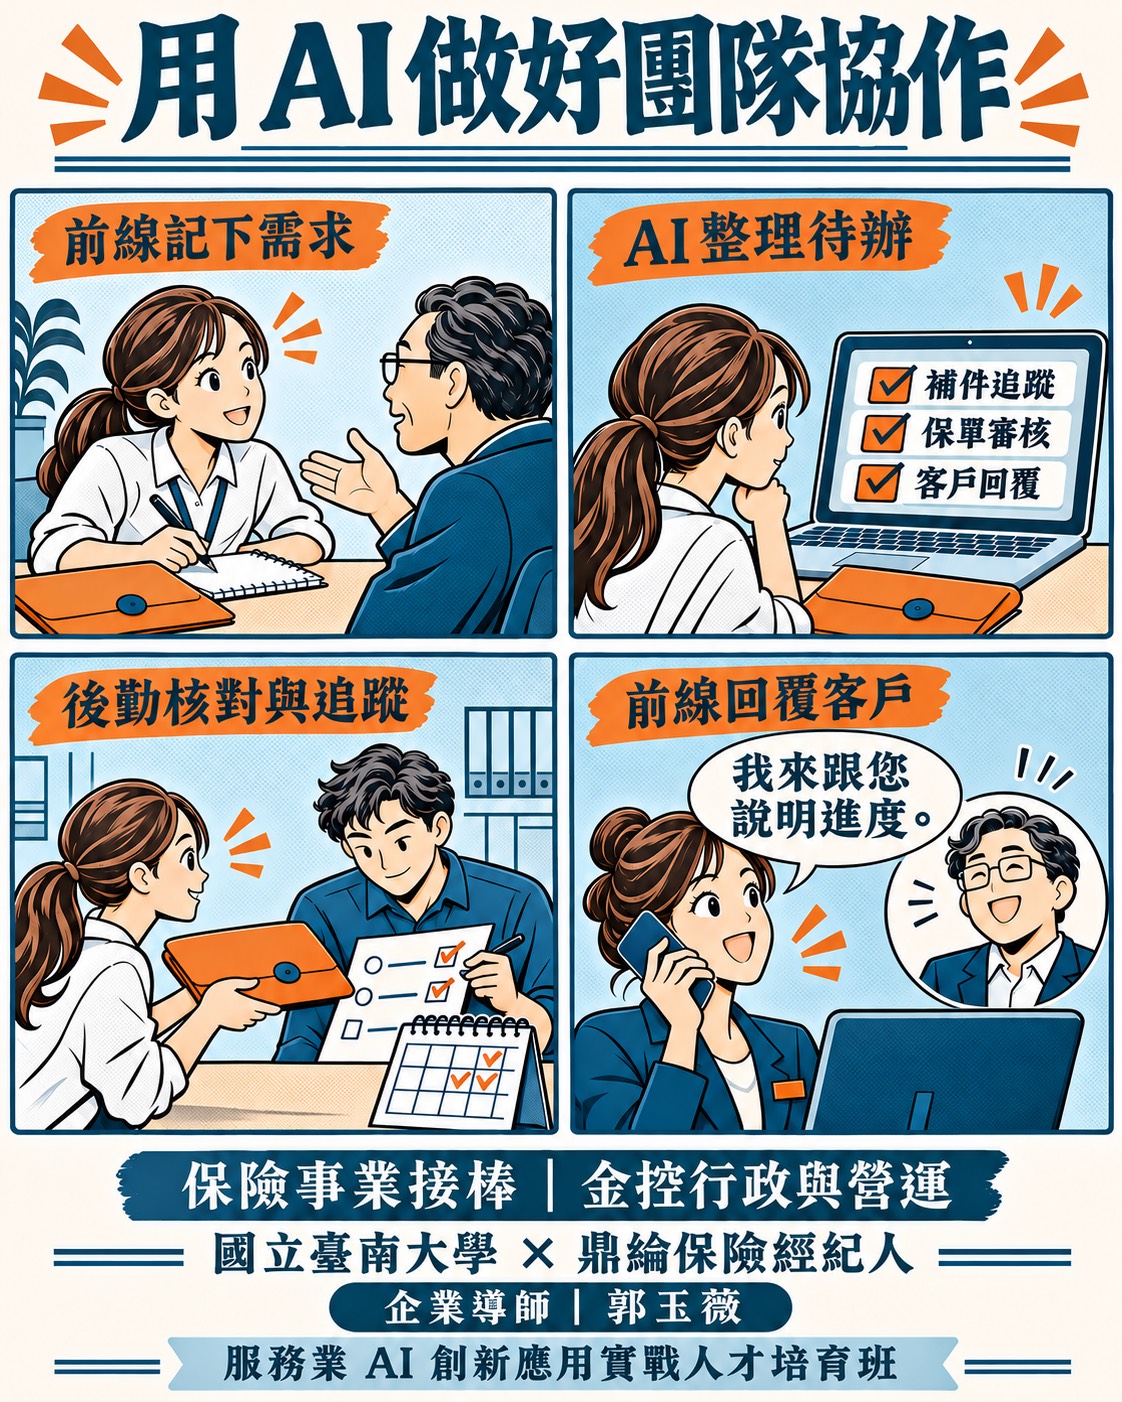 用AI做好團隊協作
前線記下需求
AI整理待辦
補件追蹤
保單審核
客戶回覆
後勤核對與追蹤
前線回覆客戶
我來跟您
說明進度。
保險事業接棒｜金控行政與營運
國立臺南大學 × 鼎綸保險經紀人
企業導師｜郭玉薇
服務業 AI 創新應用實戰人才培育班